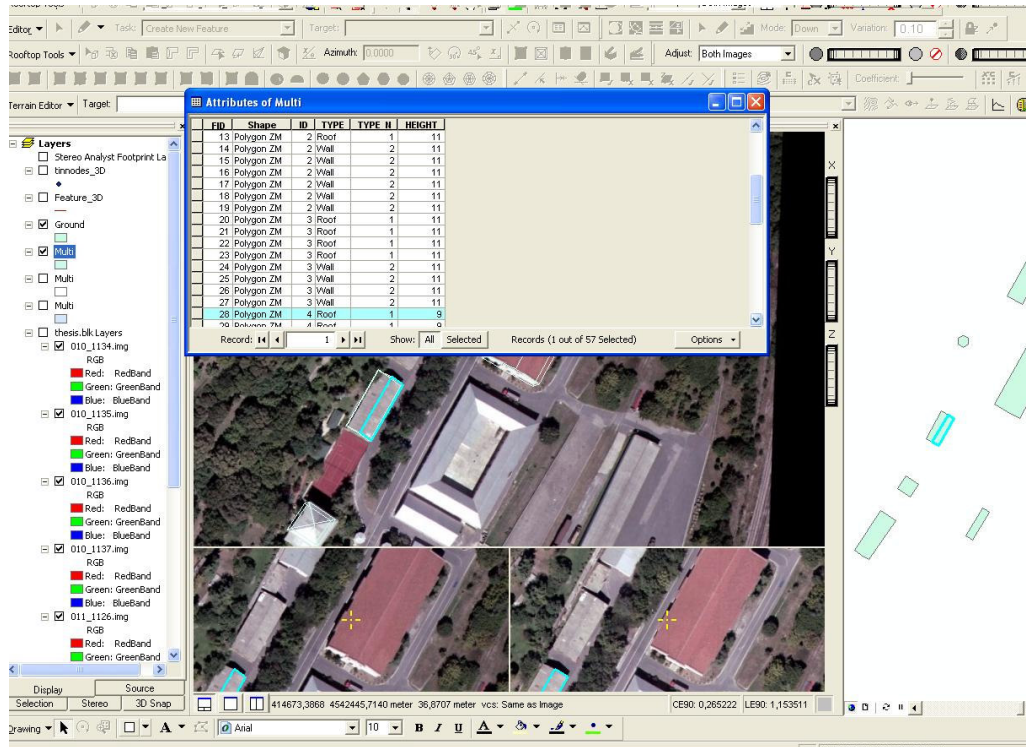 Editor Task: Create New Feature Target: Mode: Down Variation: 0.10
Rooftop Tools Azimuth: 0.0000 Adjust: Both Images
Coefficient:
Terrain Editor Target:
Attributes of Multi
FID Shape ID TYPE TYPE_N HEIGHT
13 Polygon ZM 2 Roof 1 11
14 Polygon ZM 2 Wall 2 11
15 Polygon ZM 2 Wall 2 11
16 Polygon ZM 2 Wall 2 11
17 Polygon ZM 2 Wall 2 11
18 Polygon ZM 2 Wall 2 11
19 Polygon ZM 2 Wall 2 11
20 Polygon ZM 3 Roof 1 11
21 Polygon ZM 3 Roof 1 11
22 Polygon ZM 3 Roof 1 11
23 Polygon ZM 3 Roof 1 11
24 Polygon ZM 3 Wall 2 11
25 Polygon ZM 3 Wall 2 11
26 Polygon ZM 3 Wall 2 11
27 Polygon ZM 3 Wall 2 11
28 Polygon ZM 4 Roof 1 9
29 Polygon ZM 4 Roof 1 9
Record: 1 Show: All Selected Records (1 out of 57 Selected) Options
Layers
Stereo Analyst Footprint La
tinnodes_3D
Feature_3D
Ground
Multi
Multi
Multi
thesis.blk Layers
010_1134.img
RGB
Red: RedBand
Green: GreenBand
Blue: BlueBand
010_1135.img
RGB
Red: RedBand
Green: GreenBand
Blue: BlueBand
010_1136.img
RGB
Red: RedBand
Green: GreenBand
Blue: BlueBand
010_1137.img
RGB
Red: RedBand
Green: GreenBand
Blue: BlueBand
011_1126.img
RGB
Red: RedBand
Green: GreenBand
Display Source
Selection Stereo 3D Snap
X
Y
Z
414673,3868 4542445,7140 meter 36,8707 meter vcs: Same as Image CE90: 0,265222 LE90: 1,153511
Drawing A Arial 10 B I U A